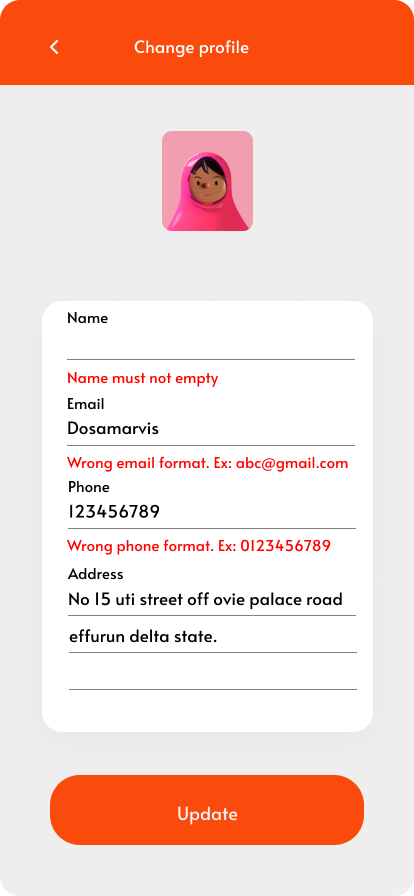 Change profile
Name
Name must not empty
Email
Dosamarvis
Wrong email format. Ex: abc@gmail.com
Phone
123456789
Wrong phone format. Ex: 0123456789
Address
No 15 uti street off ovie palace road
effurun delta state.
Update